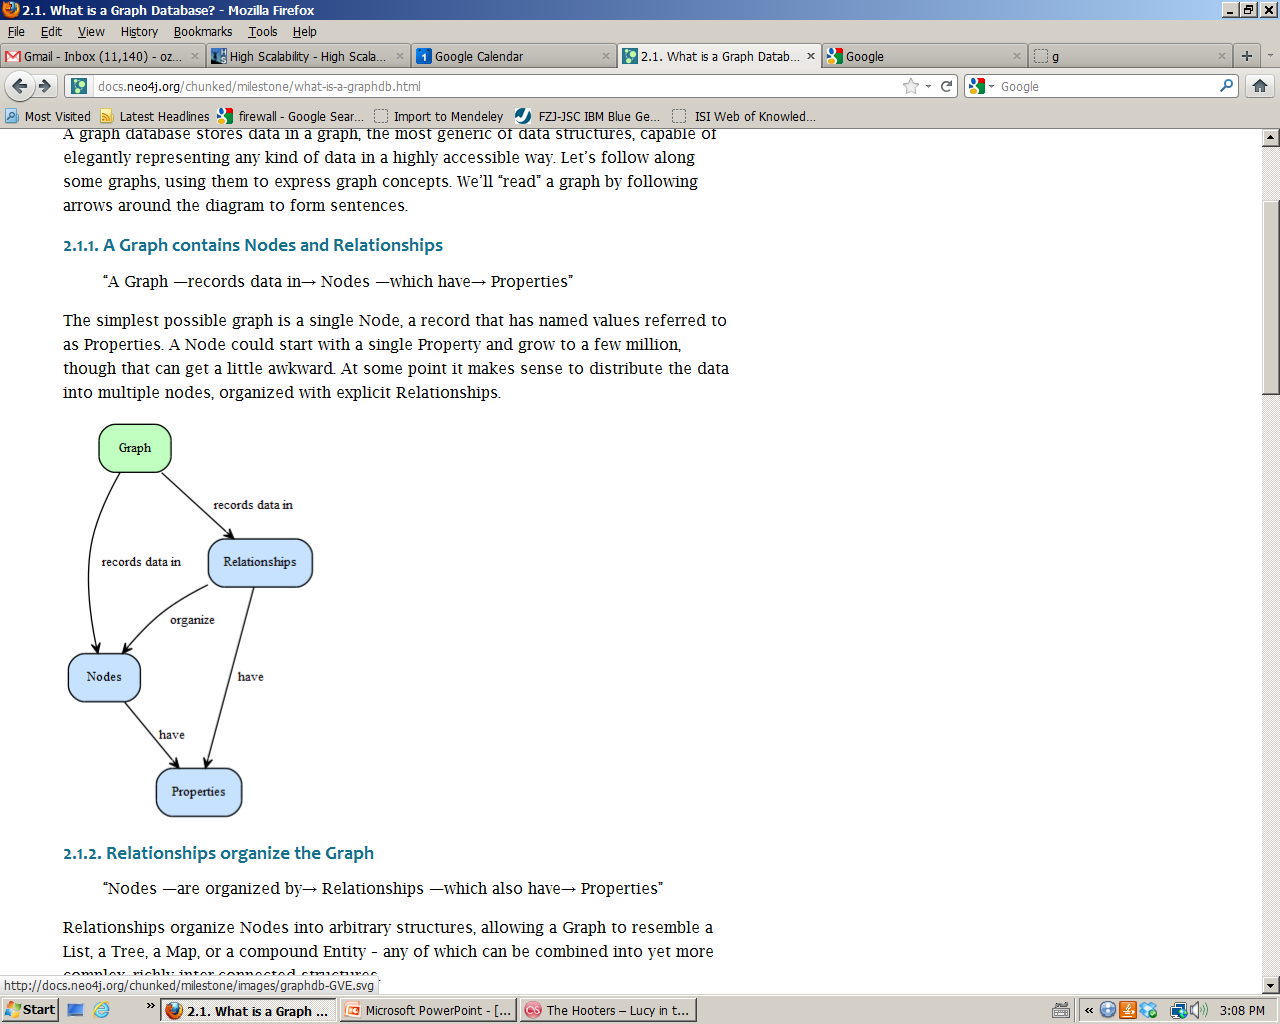 2.1. What is a Graph Database? - Mozilla Firefox
File Edit View History Bookmarks Tools Help
Gmail - Inbox (11,140) - oz... High Scalability - High Scala... 1 Google Calendar 2.1. What is a Graph Datab... Google g
docs.neo4j.org/chunked/milestone/what-is-a-graphdb.html Google
Most Visited Latest Headlines firewall - Google Sear... Import to Mendeley FZJ-JSC IBM Blue Ge... ISI Web of Knowled...
A graph database stores data in a graph, the most generic of data structures, capable of
elegantly representing any kind of data in a highly accessible way. Let’s follow along
some graphs, using them to express graph concepts. We’ll “read” a graph by following
arrows around the diagram to form sentences.
2.1.1. A Graph contains Nodes and Relationships
“A Graph —records data in→ Nodes —which have→ Properties”
The simplest possible graph is a single Node, a record that has named values referred to
as Properties. A Node could start with a single Property and grow to a few million,
though that can get a little awkward. At some point it makes sense to distribute the data
into multiple nodes, organized with explicit Relationships.
Graph
records data in
records data in
Relationships
organize
Nodes
have
have
Properties
2.1.2. Relationships organize the Graph
“Nodes —are organized by→ Relationships —which also have→ Properties”
Relationships organize Nodes into arbitrary structures, allowing a Graph to resemble a
List, a Tree, a Map, or a compound Entity – any of which can be combined into yet more
complex, richly inter-connected structures.
http://docs.neo4j.org/chunked/milestone/images/graphdb-GVE.svg
Start » 2.1. What is a Graph ... Microsoft PowerPoint - [... The Hooters – Lucy in t... « 3:08 PM